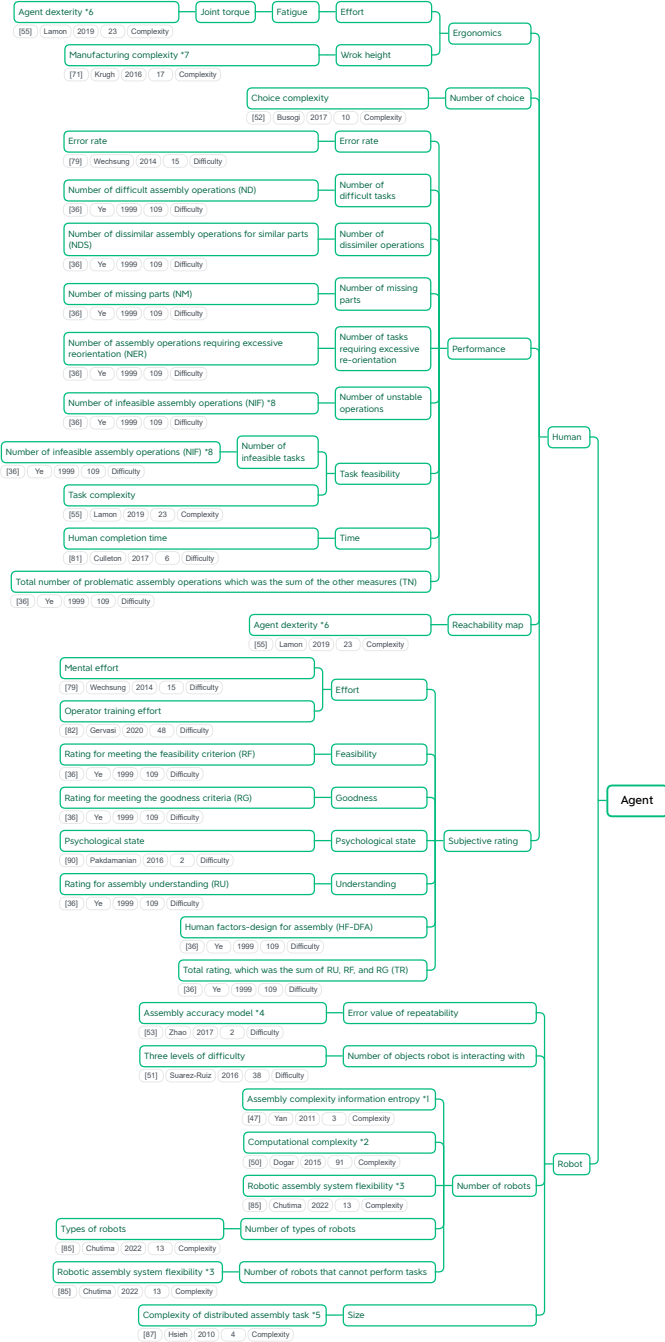 Agent dexterity *6 Joint torque Fatigue Effort
[55] Lamon 2019 23 Complexity
Ergonomics
Manufacturing complexity *7 Wrok height
[71] Krugh 2016 17 Complexity
Choice complexity Number of choice
[52] Busogi 2017 10 Complexity
Error rate Error rate
[79] Wechsung 2014 15 Difficulty
Number of difficult assembly operations (ND) Number of
difficult tasks
[36] Ye 1999 109 Difficulty
Number of dissimilar assembly operations for similar parts
(NDS)
Number of
dissimiler operations
[36] Ye 1999 109 Difficulty
Number of missing parts (NM) Number of missing
parts
[36] Ye 1999 109 Difficulty
Number of assembly operations requiring excessive
reorientation (NER)
Number of tasks
requiring excessive
re-orientation
Performance
[36] Ye 1999 109 Difficulty
Number of infeasible assembly operations (NIF) *8 Number of unstable
operations
[36] Ye 1999 109 Difficulty
Human
Number of infeasible assembly operations (NIF) *8 Number of
infeasible tasks
[36] Ye 1999 109 Difficulty
Task feasibility
Task complexity
[55] Lamon 2019 23 Complexity
Human completion time Time
[81] Culleton 2017 6 Difficulty
Total number of problematic assembly operations which was the sum of the other measures (TN)
[36] Ye 1999 109 Difficulty
Agent dexterity *6 Reachability map
[55] Lamon 2019 23 Complexity
Mental effort
[79] Wechsung 2014 15 Difficulty
Effort
Operator training effort
[82] Gervasi 2020 48 Difficulty
Rating for meeting the feasibility criterion (RF) Feasibility
[36] Ye 1999 109 Difficulty
Rating for meeting the goodness criteria (RG) Goodness
[36] Ye 1999 109 Difficulty
Agent
Psychological state Psychological state Subjective rating
[90] Pakdamanian 2016 2 Difficulty
Rating for assembly understanding (RU) Understanding
[36] Ye 1999 109 Difficulty
Human factors-design for assembly (HF-DFA)
[36] Ye 1999 109 Difficulty
Total rating, which was the sum of RU, RF, and RG (TR)
[36] Ye 1999 109 Difficulty
Assembly accuracy model *4 Error value of repeatability
[53] Zhao 2017 2 Difficulty
Three levels of difficulty Number of objects robot is interacting with
[51] Suarez-Ruiz 2016 38 Difficulty
Assembly complexity information entropy *1
[47] Yan 2011 3 Complexity
Computational complexity *2
[50] Dogar 2015 91 Complexity
Robot
Robotic assembly system flexibility *3 Number of robots
[85] Chutima 2022 13 Complexity
Types of robots Number of types of robots
[85] Chutima 2022 13 Complexity
Robotic assembly system flexibility *3 Number of robots that cannot perform tasks
[85] Chutima 2022 13 Complexity
Complexity of distributed assembly task *5 Size
[87] Hsieh 2010 4 Complexity